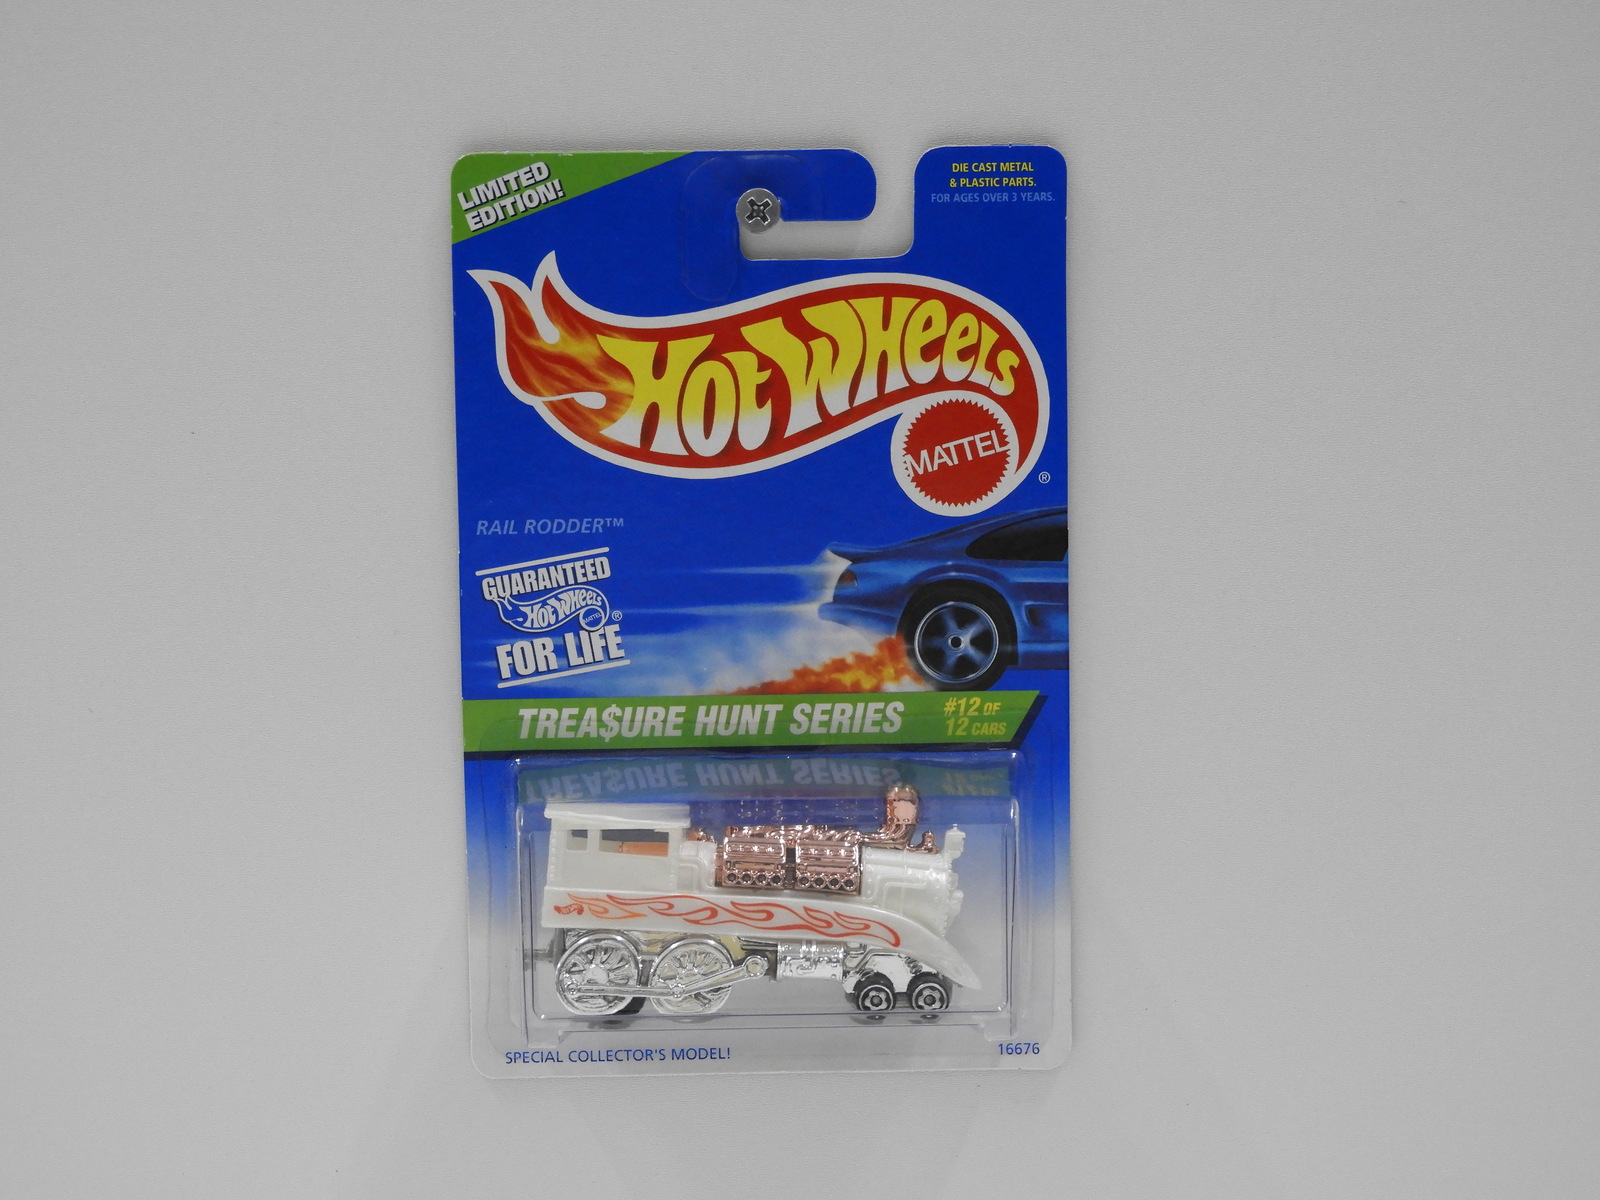 LIMITED
EDITION!
DIE CAST METAL
& PLASTIC PARTS.
FOR AGES OVER 3 YEARS.
HOT WHEELS
MATTEL
®
RAIL RODDER™
GUARANTEED
HOT WHEELS
MATTEL
®
FOR LIFE
TREA$URE HUNT SERIES
#12 OF
12 CARS
SPECIAL COLLECTOR'S MODEL!
16676